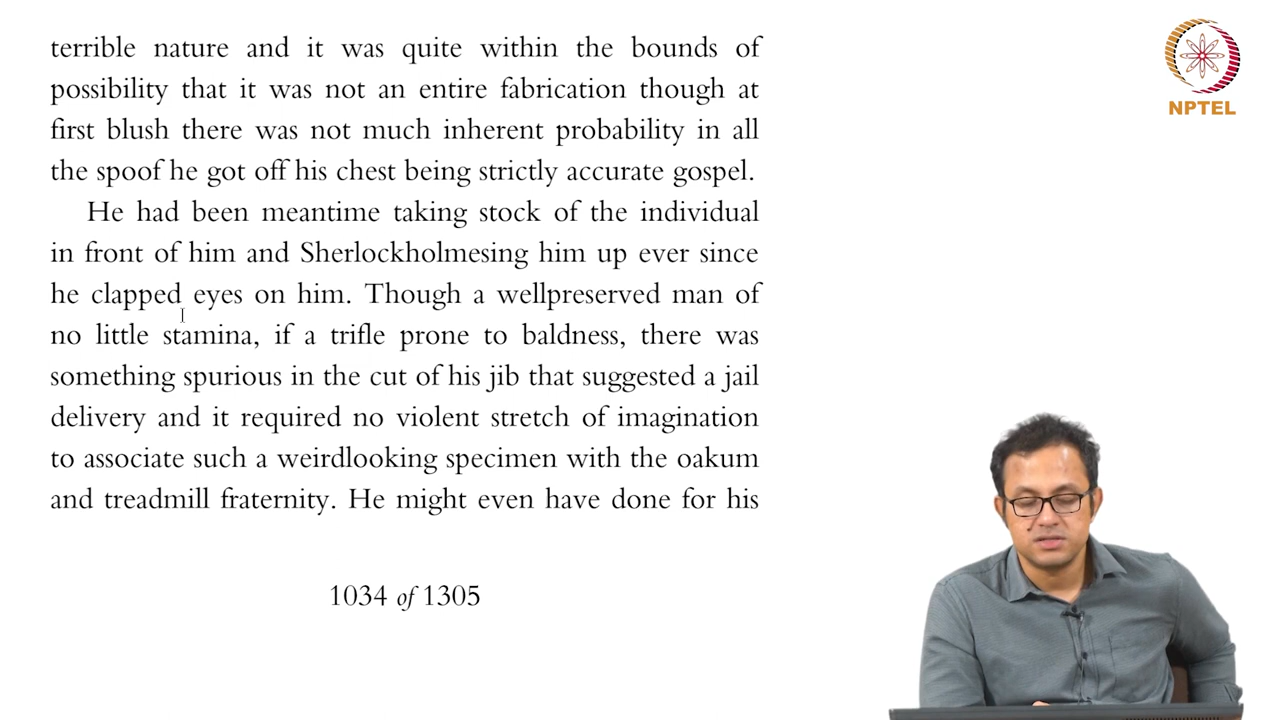 terrible nature and it was quite within the bounds of
possibility that it was not an entire fabrication though at
first blush there was not much inherent probability in all
the spoof he got off his chest being strictly accurate gospel.
He had been meantime taking stock of the individual
in front of him and Sherlockholmesing him up ever since
he clapped eyes on him. Though a wellpreserved man of
no little stamina, if a trifle prone to baldness, there was
something spurious in the cut of his jib that suggested a jail
delivery and it required no violent stretch of imagination
to associate such a weirdlooking specimen with the oakum
and treadmill fraternity. He might even have done for his
1034 of 1305
NPTEL